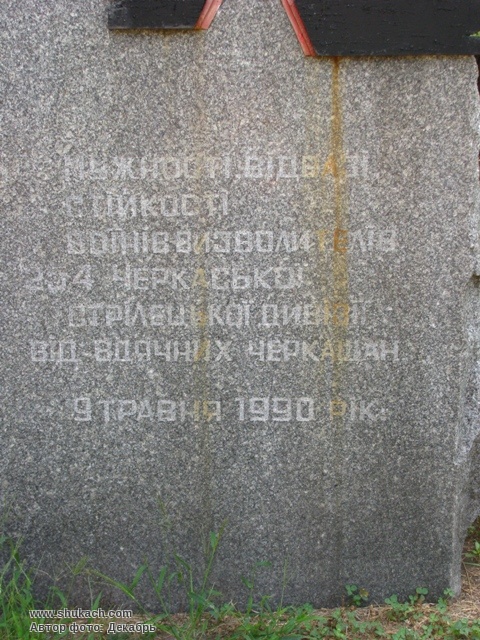 МУЖНОСТІ, ВІДВАЗІ,
СТІЙКОСТІ
ВОЇНІВ ВИЗВОЛИТЕЛІВ
254 ЧЕРКАСЬКОЇ
СТРІЛЕЦЬКОЇ ДИВІЗІЇ
ВІД-ВДЯЧНИХ ЧЕРКАЩАН
9 ТРАВНЯ 1990 РІК.
www.shukach.com
Автор фото: Декабрь